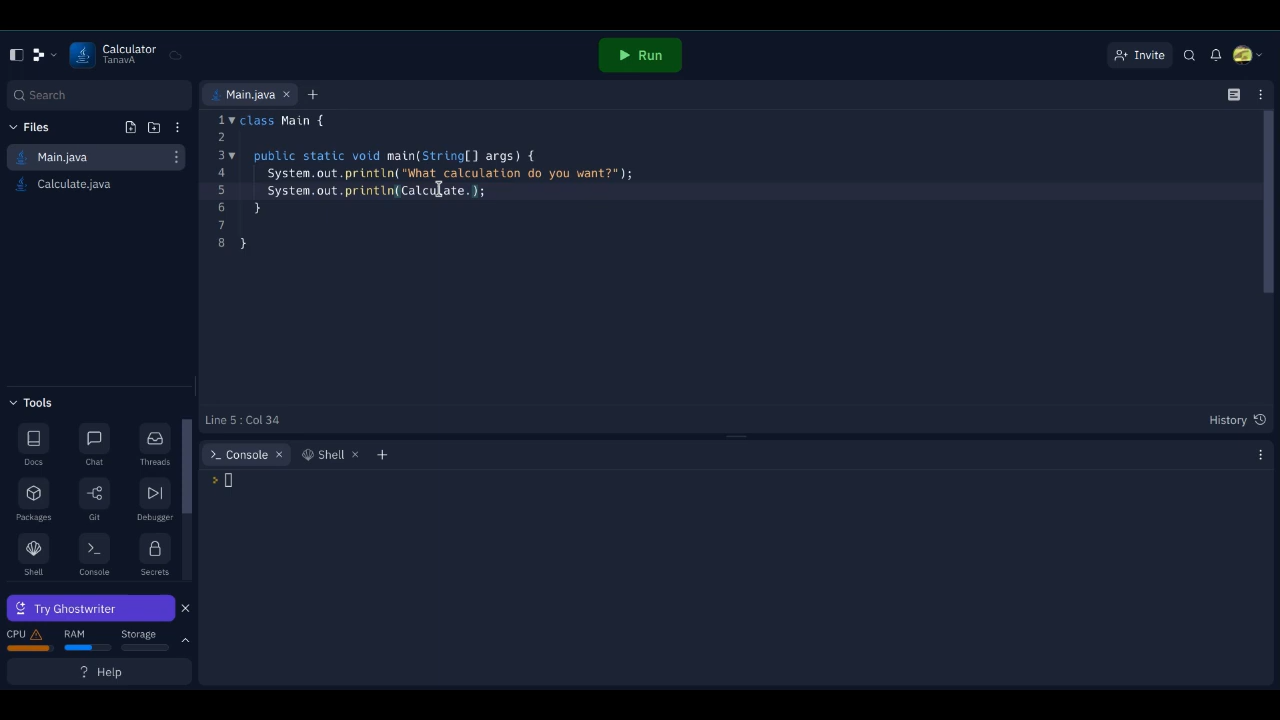 Calculator
TanavA
Run
Invite
Search
Files
Main.java
Calculate.java
Main.java
1 class Main {
2
3 public static void main(String[] args) {
4 System.out.println("What calculation do you want?");
5 System.out.println(Calculate.);
6 }
7
8 }
Line 5 : Col 34
History
Tools
Docs Chat Threads
Packages Git Debugger
Shell Console Secrets
Try Ghostwriter
CPU RAM Storage
? Help
>_ Console
Shell